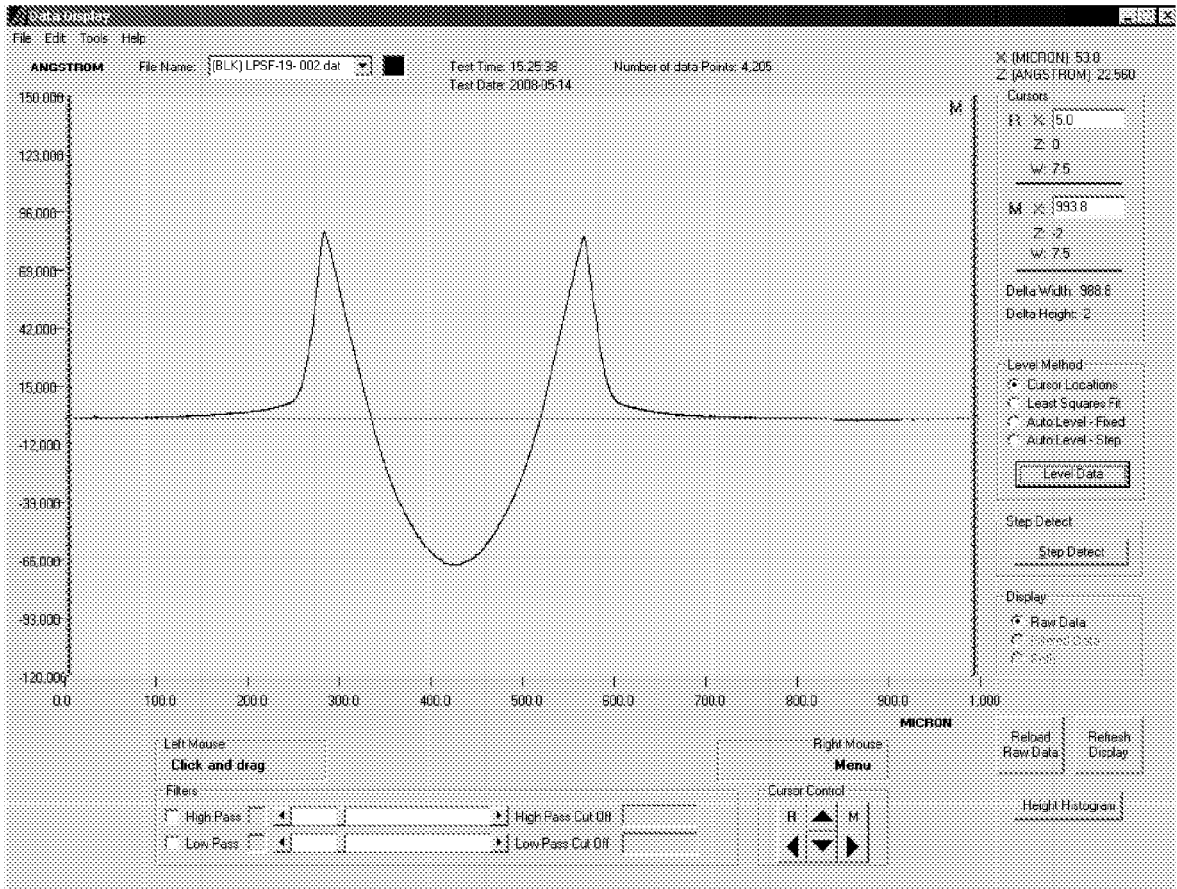 Data Display
File Edit Tools Help
ANGSTROM File Name: (BLK) LPSF-19- 002.dat Test Time: 15:25:38 Number of data Points: 4,205
Test Date: 2008-05-14
X: (MICRON) 53.0
Z: (ANGSTROM) 22,560
Cursors
R X: 5.0
Z: 0
W: 7.5
M X: 993.8
Z: -2
W: 7.5
Delta Width: 988.8
Delta Height: 2
Level Method
Cursor Locations
Least Squares Fit
Auto Level - Fixed
Auto Level - Step
Level Data
Step Detect
Step Detect
Display
Raw Data
M
150,000
123,000
96,000
69,000
42,000
15,000
-12,000
-39,000
-66,000
-93,000
-120,000
0.0 100.0 200.0 300.0 400.0 500.0 600.0 700.0 800.0 900.0 1,000
MICRON
Left Mouse
Click and drag
Right Mouse
Menu
Reload Raw Data
Refresh Display
Filters
High Pass High Pass Cut Off
Low Pass Low Pass Cut Off
Cursor Control
R M
Height Histogram